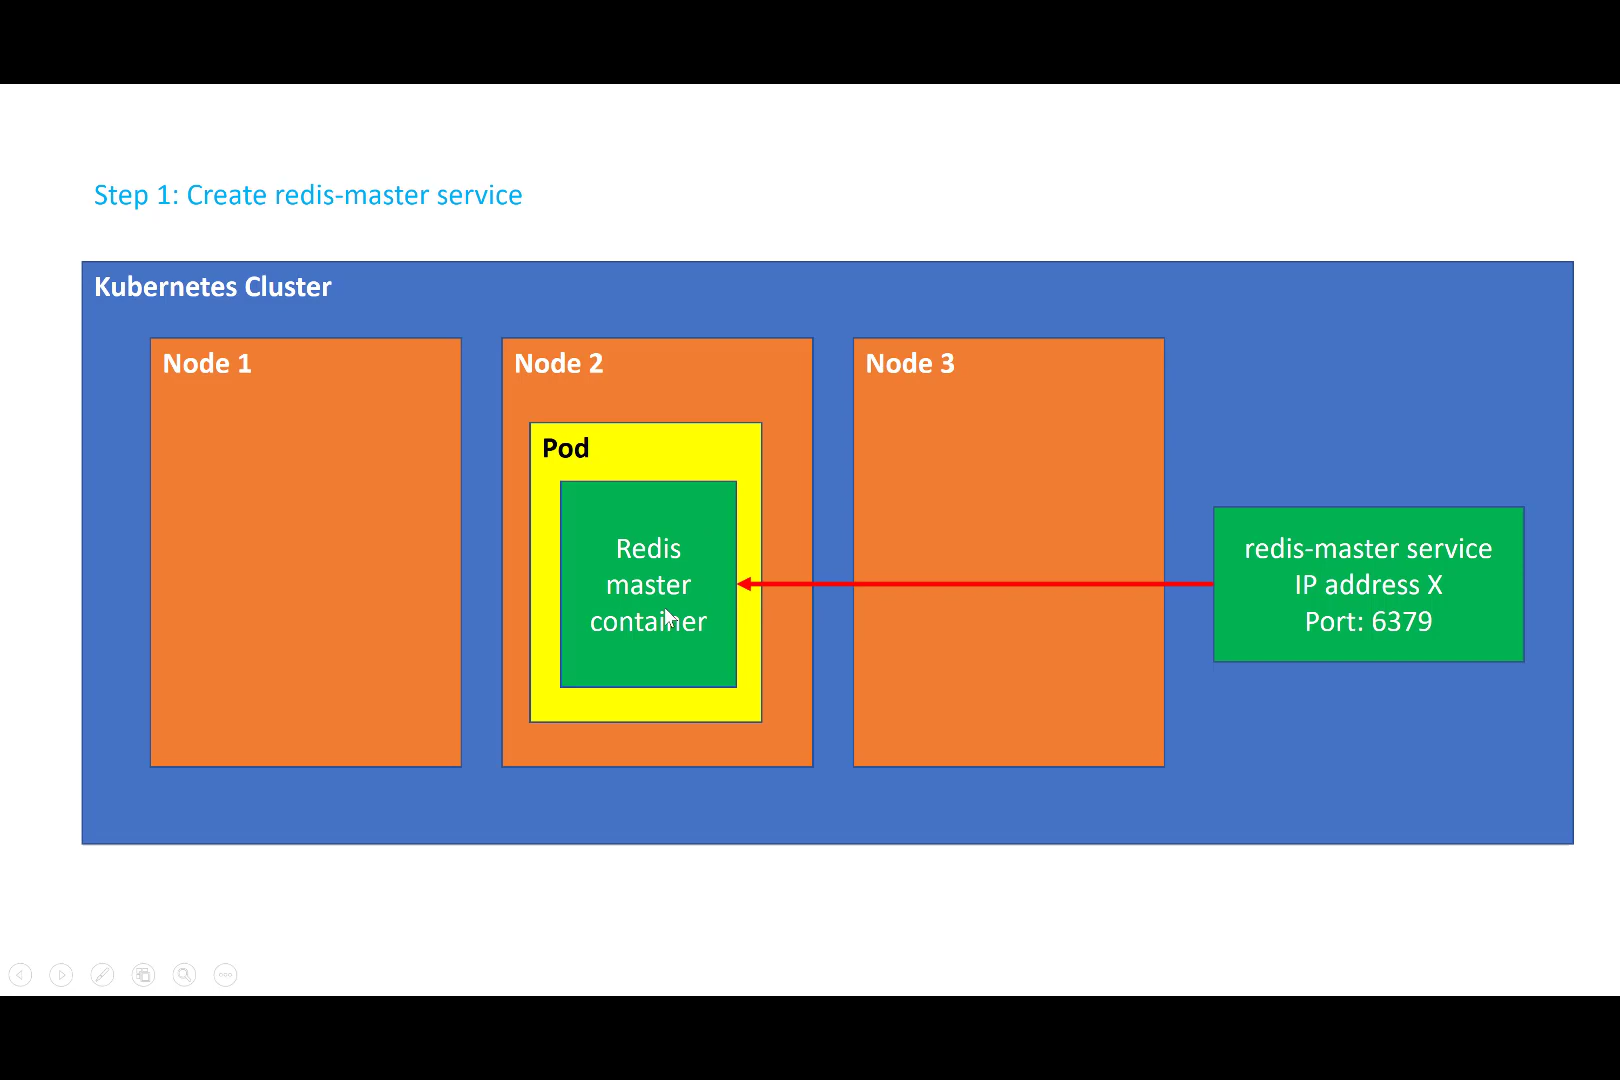 Step 1: Create redis-master service
Kubernetes Cluster
Node 1
Node 2
Node 3
Pod
Redis
master
container
redis-master service
IP address X
Port: 6379